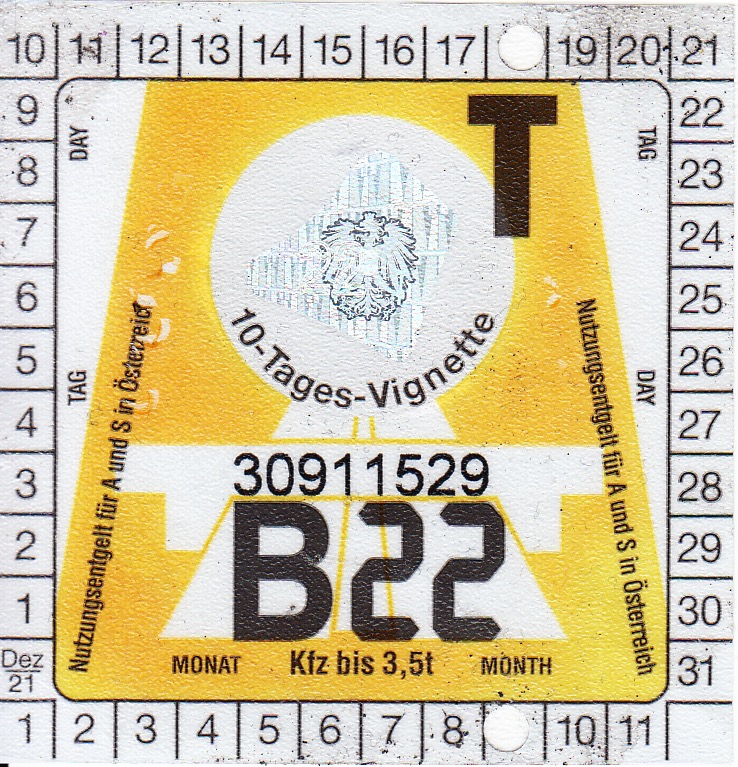 10 11 12 13 14 15 16 17 19 20 21
9 DAY T TAG 22
8 23
7 24
6 25
5 TAG 10-Tages-Vignette DAY 26
4 27
Nutzungsentgelt für A und S in Österreich
Nutzungsentgelt für A und S in Österreich
3 30911529 28
2 B22 29
1 30
Dez 21 MONAT Kfz bis 3,5t MONTH 31
1 2 3 4 5 6 7 8 10 11